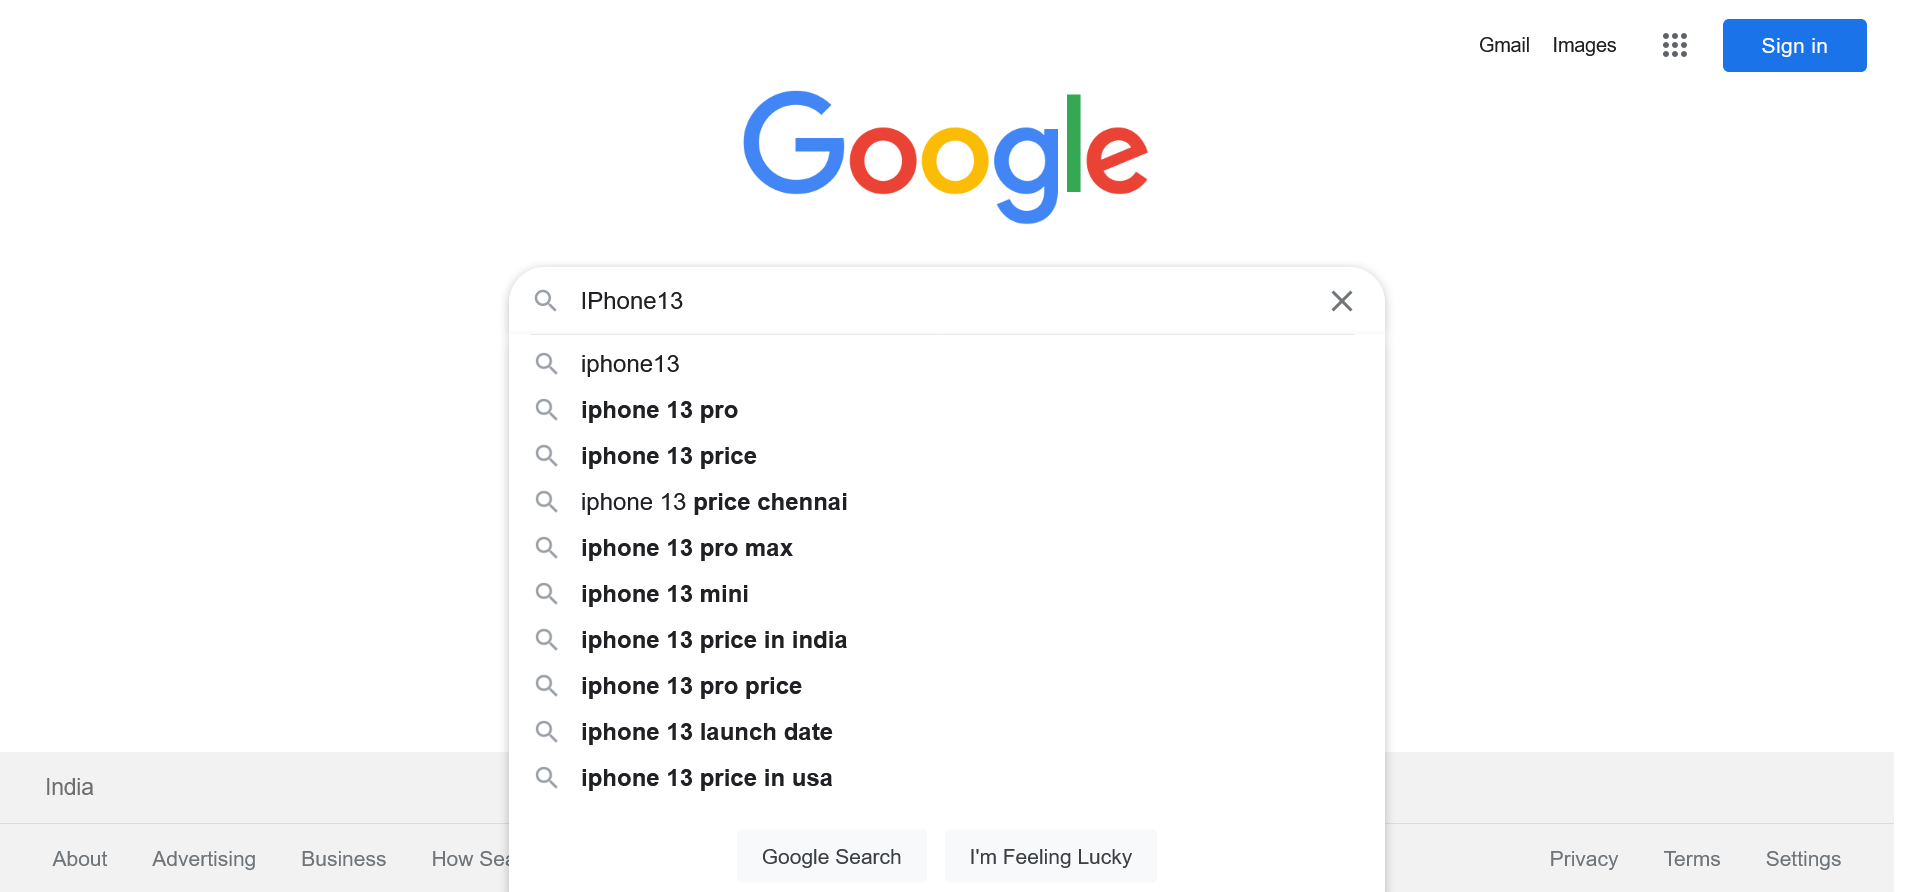 Gmail Images Sign in
Google
IPhone13
iphone13
iphone 13 pro
iphone 13 price
iphone 13 price chennai
iphone 13 pro max
iphone 13 mini
iphone 13 price in india
iphone 13 pro price
iphone 13 launch date
iphone 13 price in usa
India
Google Search I'm Feeling Lucky
About Advertising Business How Sea Privacy Terms Settings